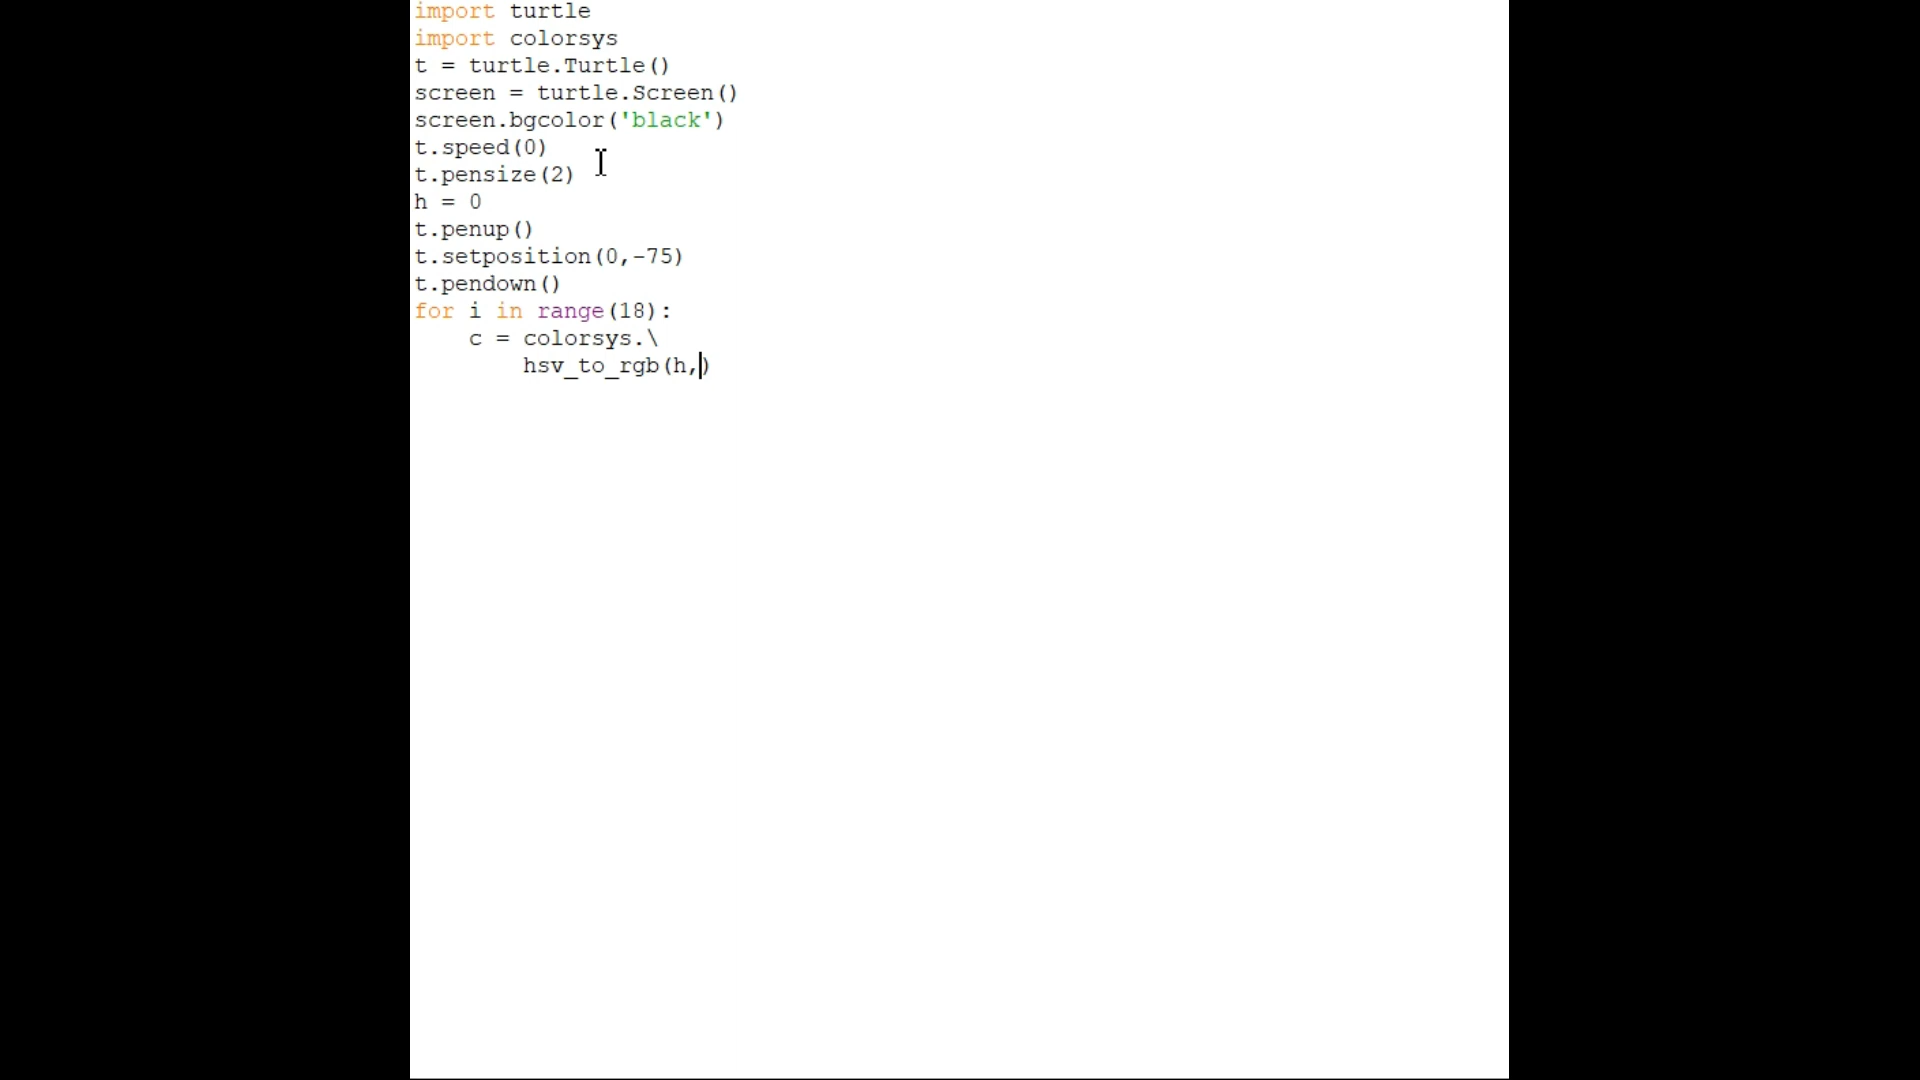 import turtle
import colorsys
t = turtle.Turtle()
screen = turtle.Screen()
screen.bgcolor('black')
t.speed(0)
t.pensize(2)
h = 0
t.penup()
t.setposition(0,-75)
t.pendown()
for i in range(18):
    c = colorsys.\
        hsv_to_rgb(h,)